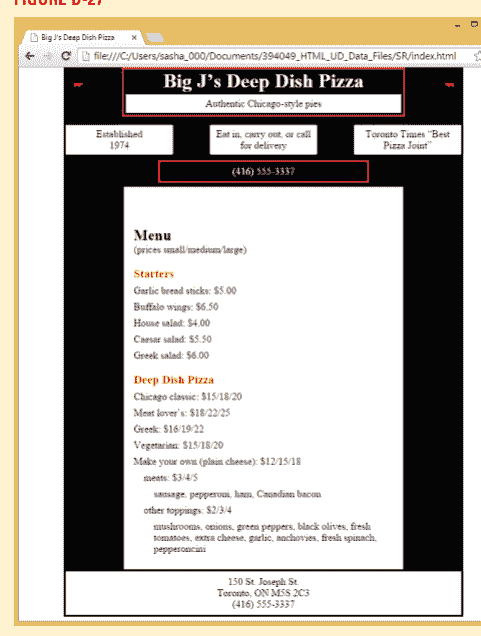 FIGURE D-27
Big J's Deep Dish Pizza
file:///C:/Users/sasha_000/Documents/394049_HTML_UD_Data_Files/SR/index.html
Big J's Deep Dish Pizza
Authentic Chicago-style pies
Established
1974
Eat in, carry out, or call
for delivery
Toronto Times "Best
Pizza Joint"
(416) 555-3337
Menu
(prices small/medium/large)
Starters
Garlic bread sticks: $5.00
Buffalo wings: $6.50
House salad: $4.00
Caesar salad: $5.50
Greek salad: $6.00
Deep Dish Pizza
Chicago classic: $15/18/20
Meat lover's: $18/22/25
Greek: $16/19/22
Vegetarian: $15/18/20
Make your own (plain cheese): $12/15/18
meats: $3/4/5
sausage, pepperoni, ham, Canadian bacon
other toppings: $2/3/4
mushrooms, onions, green peppers, black olives, fresh
tomatoes, extra cheese, garlic, anchovies, fresh spinach,
pepperoncini
150 St. Joseph St.
Toronto, ON M5S 2C3
(416) 555-3337